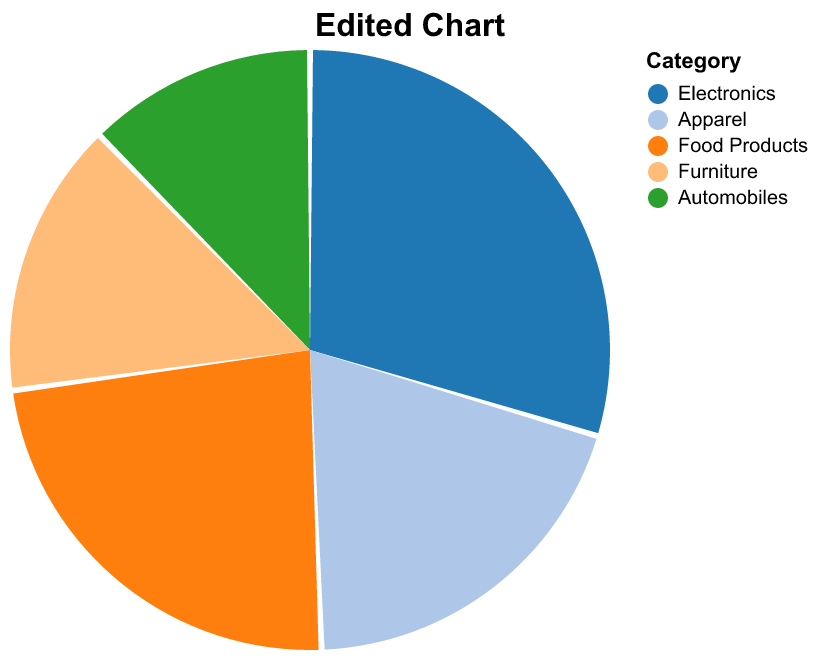 Edited Chart
Category
Electronics
Apparel
Food Products
Furniture
Automobiles